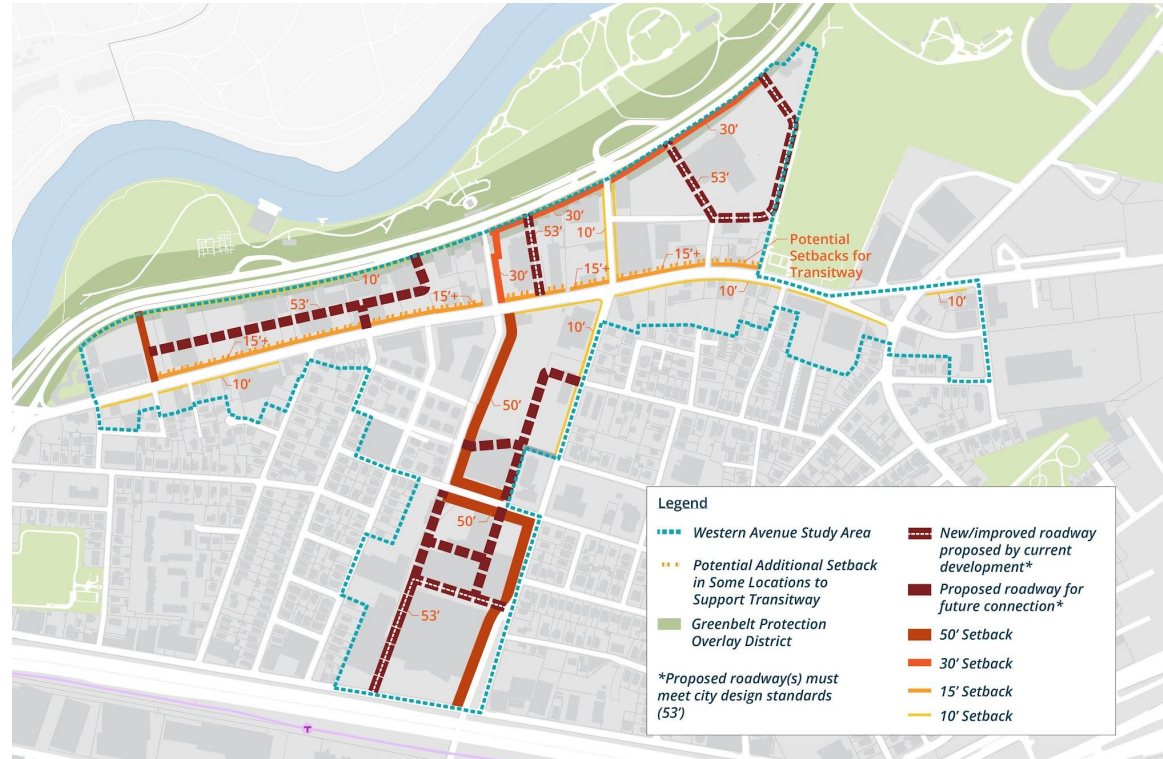 30’
53’
30’
53’
10’
Potential
Setbacks for
Transitway
15’+
15’+
30’
10’
53’
15’+
10’
10’
10’
15’+
10’
50’
50’
53’
Legend
Western Avenue Study Area
Potential Additional Setback
in Some Locations to
Support Transitway
Greenbelt Protection
Overlay District
*Proposed roadway(s) must
meet city design standards
(53’)
New/improved roadway
proposed by current
development*
Proposed roadway for
future connection*
50’ Setback
30’ Setback
15’ Setback
10’ Setback
T